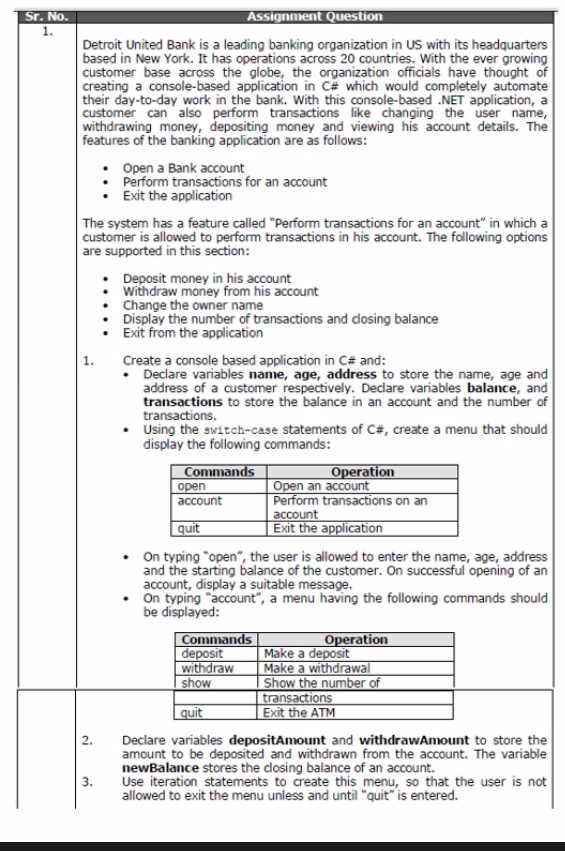 Sr. No. Assignment Question
1.
Detroit United Bank is a leading banking organization in US with its headquarters
based in New York. It has operations across 20 countries. With the ever growing
customer base across the globe, the organization officials have thought of
creating a console-based application in C# which would completely automate
their day-to-day work in the bank. With this console-based .NET application, a
customer can also perform transactions like changing the user name,
withdrawing money, depositing money and viewing his account details. The
features of the banking application are as follows:
• Open a Bank account
• Perform transactions for an account
• Exit the application
The system has a feature called "Perform transactions for an account" in which a
customer is allowed to perform transactions in his account. The following options
are supported in this section:
• Deposit money in his account
• Withdraw money from his account
• Change the owner name
• Display the number of transactions and closing balance
• Exit from the application
1. Create a console based application in C# and:
• Declare variables name, age, address to store the name, age and
address of a customer respectively. Declare variables balance, and
transactions to store the balance in an account and the number of
transactions.
• Using the switch-case statements of C#, create a menu that should
display the following commands:
Commands Operation
open Open an account
account Perform transactions on an
account
quit Exit the application
• On typing "open", the user is allowed to enter the name, age, address
and the starting balance of the customer. On successful opening of an
account, display a suitable message.
• On typing "account", a menu having the following commands should
be displayed:
Commands Operation
deposit Make a deposit
withdraw Make a withdrawal
show Show the number of
transactions
quit Exit the ATM
2. Declare variables depositAmount and withdrawAmount to store the
amount to be deposited and withdrawn from the account. The variable
newBalance stores the closing balance of an account.
3. Use iteration statements to create this menu, so that the user is not
allowed to exit the menu unless and until "quit" is entered.